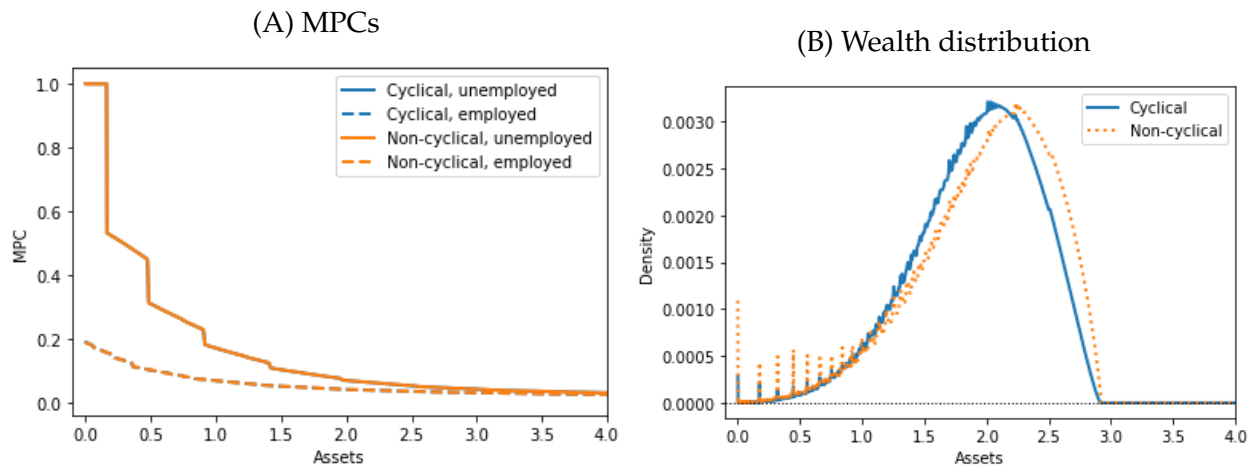 (A) MPCs
1.0
0.8
0.6
0.4
0.2
0.0
MPC
Cyclical, unemployed
Cyclical, employed
Non-cyclical, unemployed
Non-cyclical, employed
0.0 0.5 1.0 1.5 2.0 2.5 3.0 3.5 4.0
Assets
(B) Wealth distribution
0.0030
0.0025
0.0020
0.0015
0.0010
0.0005
0.0000
Density
Cyclical
Non-cyclical
0.0 0.5 1.0 1.5 2.0 2.5 3.0 3.5 4.0
Assets